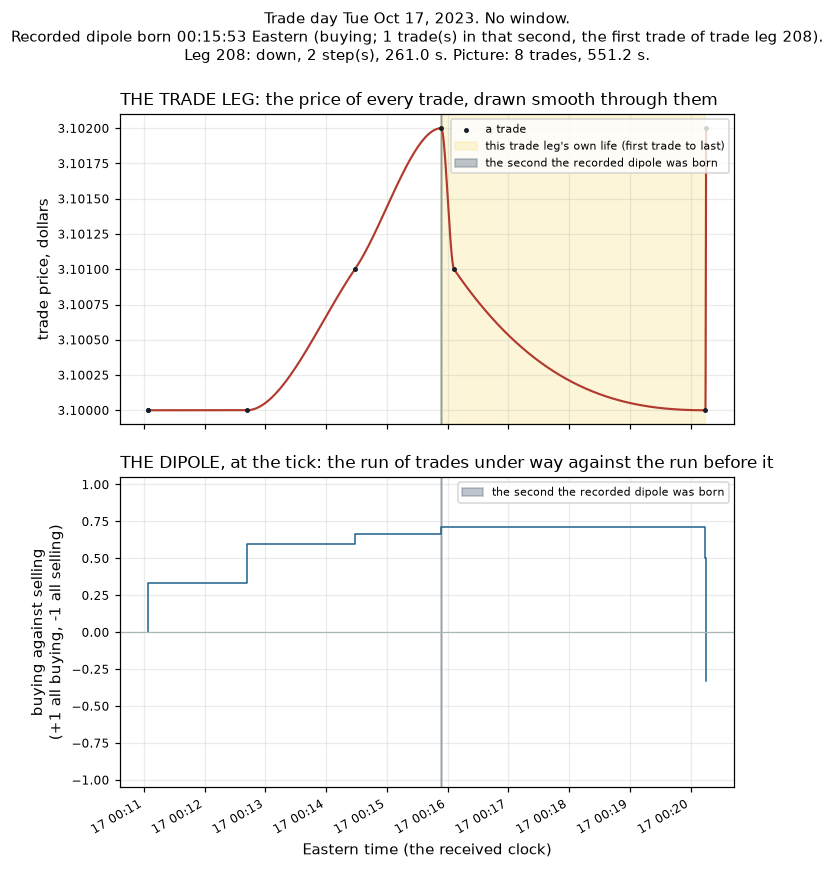 Trade day Tue Oct 17, 2023. No window.
Recorded dipole born 00:15:53 Eastern (buying; 1 trade(s) in that second, the first trade of trade leg 208).
Leg 208: down, 2 step(s), 261.0 s. Picture: 8 trades, 551.2 s.
THE TRADE LEG: the price of every trade, drawn smooth through them
a trade
this trade leg's own life (first trade to last)
the second the recorded dipole was born
3.10200
3.10175
3.10150
3.10125
3.10100
3.10075
3.10050
3.10025
3.10000
trade price, dollars
THE DIPOLE, at the tick: the run of trades under way against the run before it
the second the recorded dipole was born
1.00
0.75
0.50
0.25
0.00
−0.25
−0.50
−0.75
−1.00
buying against selling
(+1 all buying, -1 all selling)
17 00:11
17 00:12
17 00:13
17 00:14
17 00:15
17 00:16
17 00:17
17 00:18
17 00:19
17 00:20
Eastern time (the received clock)